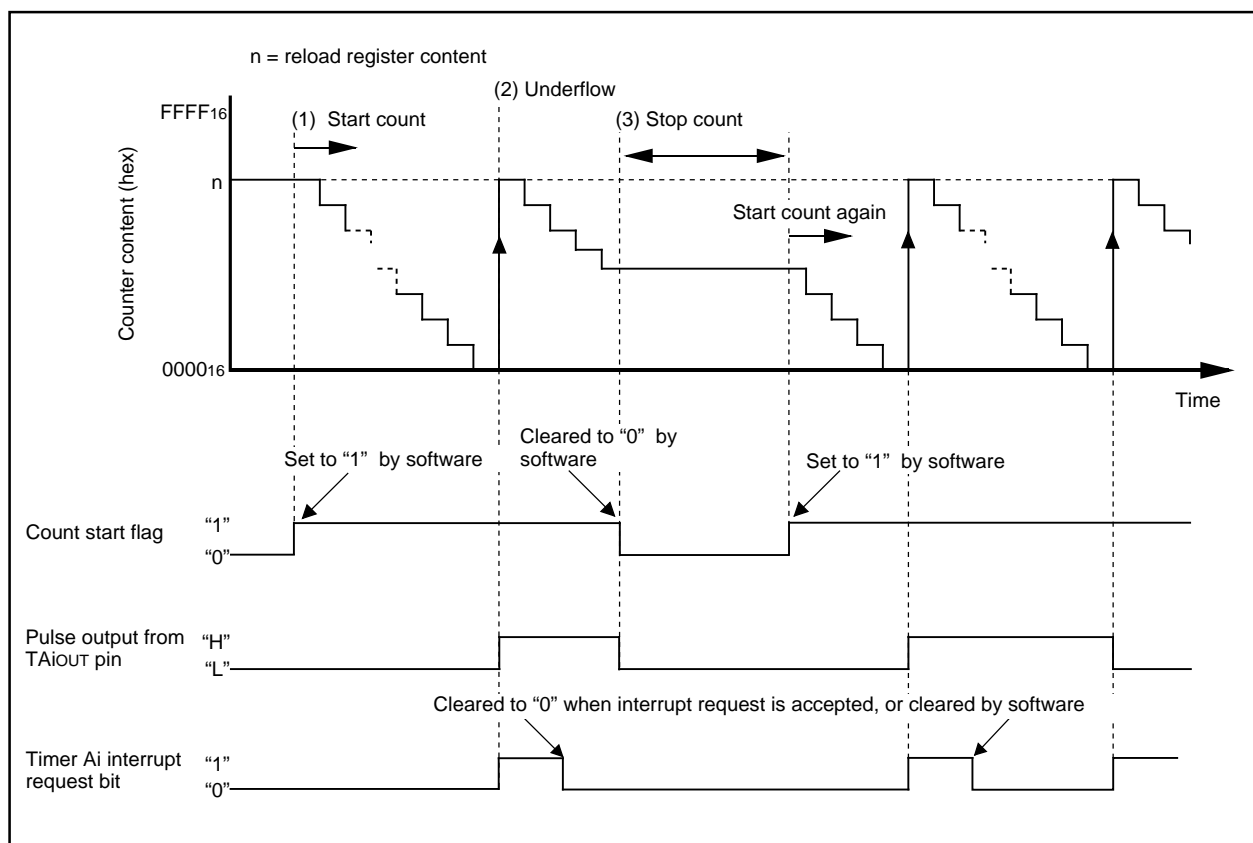 n = reload register content
(2) Underflow
FFFF16
(1) Start count
(3) Stop count
n
Start count again
Counter content (hex)
000016
Time
Cleared to “0” by
software
Set to “1” by software
Set to “1” by software
Count start flag
“1”
“0”
Pulse output from
TAiOUT pin
“H”
“L”
Cleared to “0” when interrupt request is accepted, or cleared by software
Timer Ai interrupt
request bit
“1”
“0”